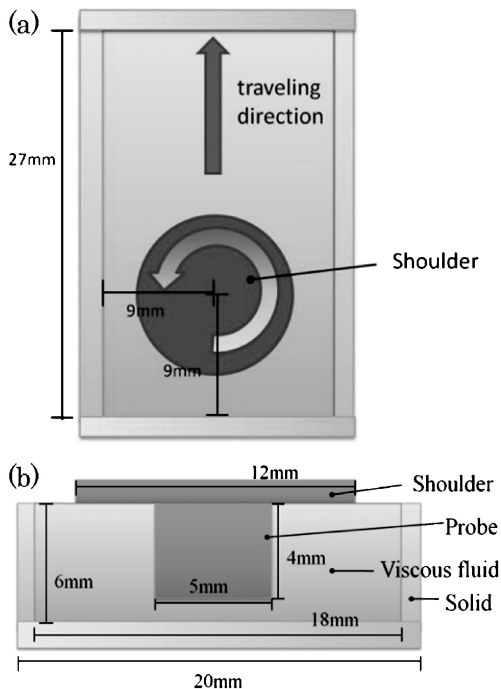 (a)
traveling
direction
27mm
Shoulder
9mm
9mm
(b)
12mm
Shoulder
Probe
4mm
Viscous fluid
6mm
5mm
Solid
18mm
20mm